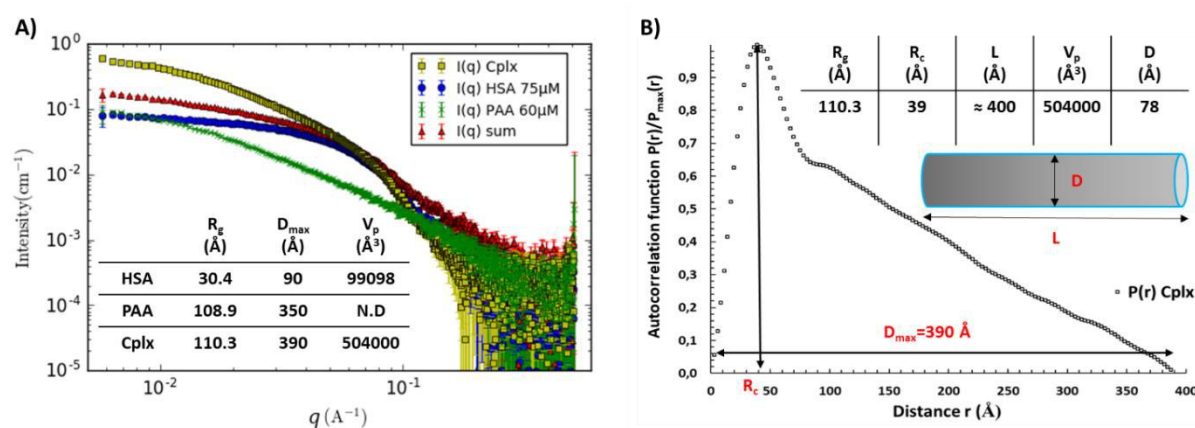 A)
10⁰
10⁻¹
10⁻²
10⁻³
10⁻⁴
10⁻⁵
Intensity(cm⁻¹)
I(q) Cplx
I(q) HSA 75μM
I(q) PAA 60μM
I(q) sum
Rg (Å) Dmax (Å) Vp (Å³)
HSA 30.4 90 99098
PAA 108.9 350 N.D
Cplx 110.3 390 504000
10⁻² 10⁻¹
q (A⁻¹)
B)
Autocorrelation function P(r)/Pmax(r)
0,9
0,8
0,7
0,6
0,5
0,4
0,3
0,2
0,1
0,0
Rg (Å) Rc (Å) L (Å) Vp (Å³) D (Å)
110.3 39 ≈ 400 504000 78
D
L
P(r) Cplx
Dmax=390 Å
Rc
0 50 100 150 200 250 300 350 400
Distance r (Å)